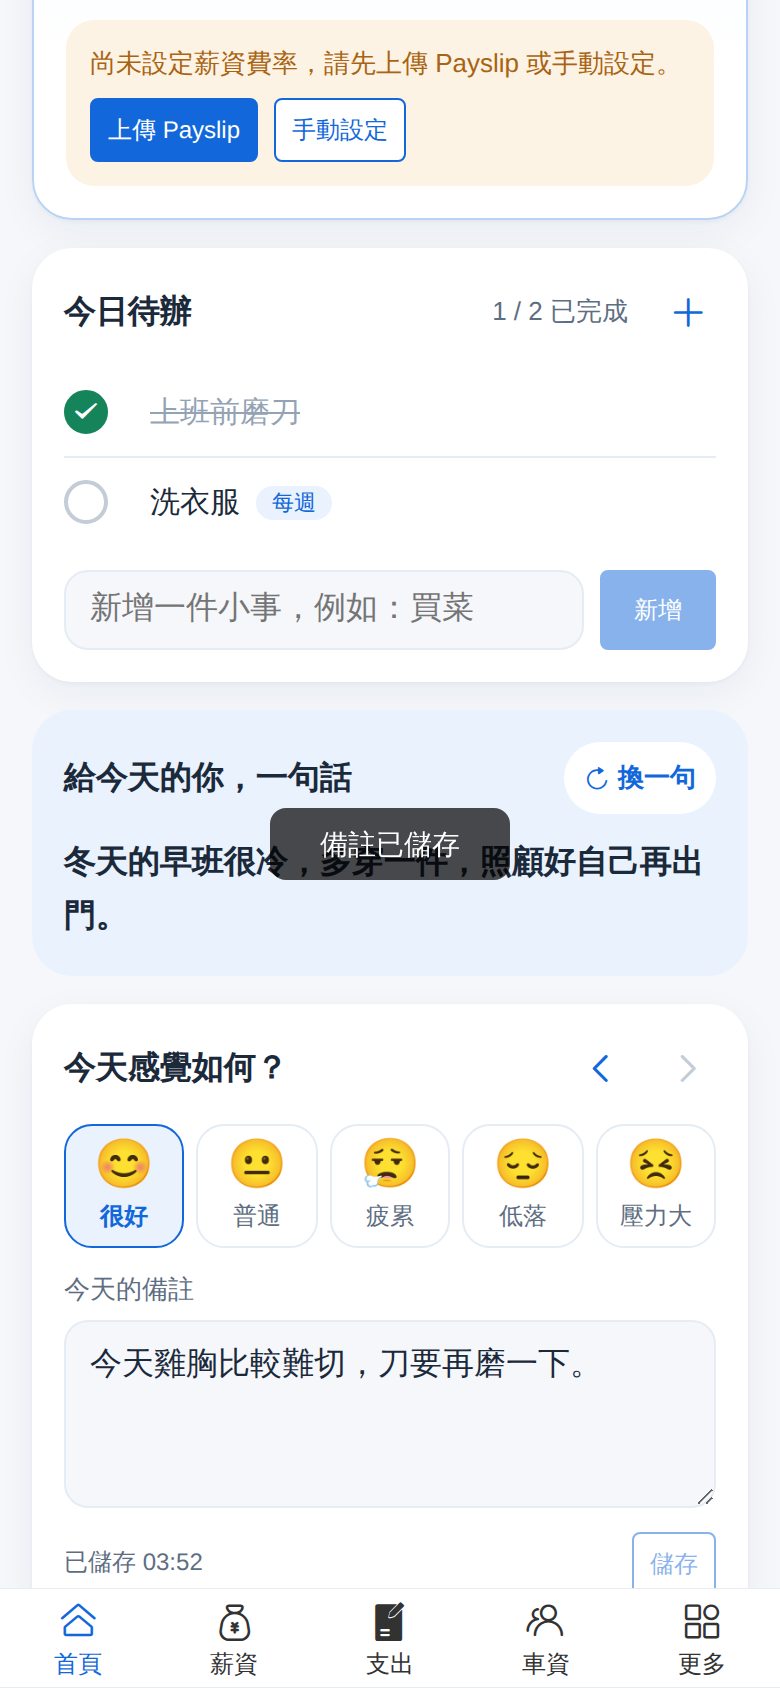 尚未設定薪資費率，請先上傳 Payslip 或手動設定。
上傳 Payslip
手動設定
今日待辦
1 / 2 已完成
上班前磨刀
洗衣服
每週
新增一件小事，例如：買菜
新增
給今天的你，一句話
換一句
備註已儲存
冬天的早班很冷，多穿一件，照顧好自己再出
門。
今天感覺如何？
很好
普通
疲累
低落
壓力大
今天的備註
今天雞胸比較難切，刀要再磨一下。
已儲存 03:52
儲存
首頁
薪資
支出
車資
更多